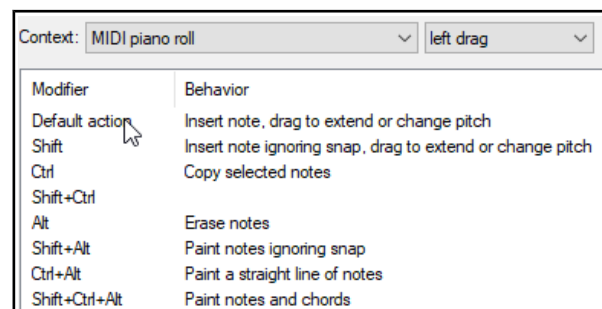 Context: MIDI piano roll left drag
Modifier Behavior
Default action Insert note, drag to extend or change pitch
Shift Insert note ignoring snap, drag to extend or change pitch
Ctrl Copy selected notes
Shift+Ctrl
Alt Erase notes
Shift+Alt Paint notes ignoring snap
Ctrl+Alt Paint a straight line of notes
Shift+Ctrl+Alt Paint notes and chords